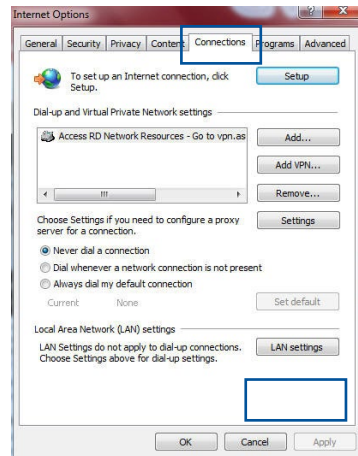 Internet Options
General Security Privacy Content Connections Programs Advanced
To set up an Internet connection, click
Setup.
Setup
Dial-up and Virtual Private Network settings
Access RD Network Resources - Go to vpn.as
Add...
Add VPN...
Remove...
Choose Settings if you need to configure a proxy
server for a connection.
Settings
Never dial a connection
Dial whenever a network connection is not present
Always dial my default connection
Current None
Set default
Local Area Network (LAN) settings
LAN Settings do not apply to dial-up connections.
Choose Settings above for dial-up settings.
LAN settings
OK Cancel Apply